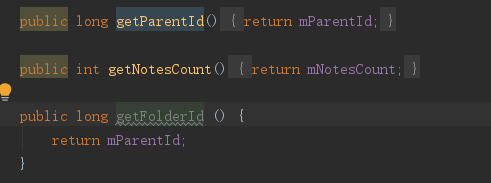 public long getParentId() { return mParentId; }
public int getNotesCount() { return mNotesCount; }
public long getFolderId () {
return mParentId;
}